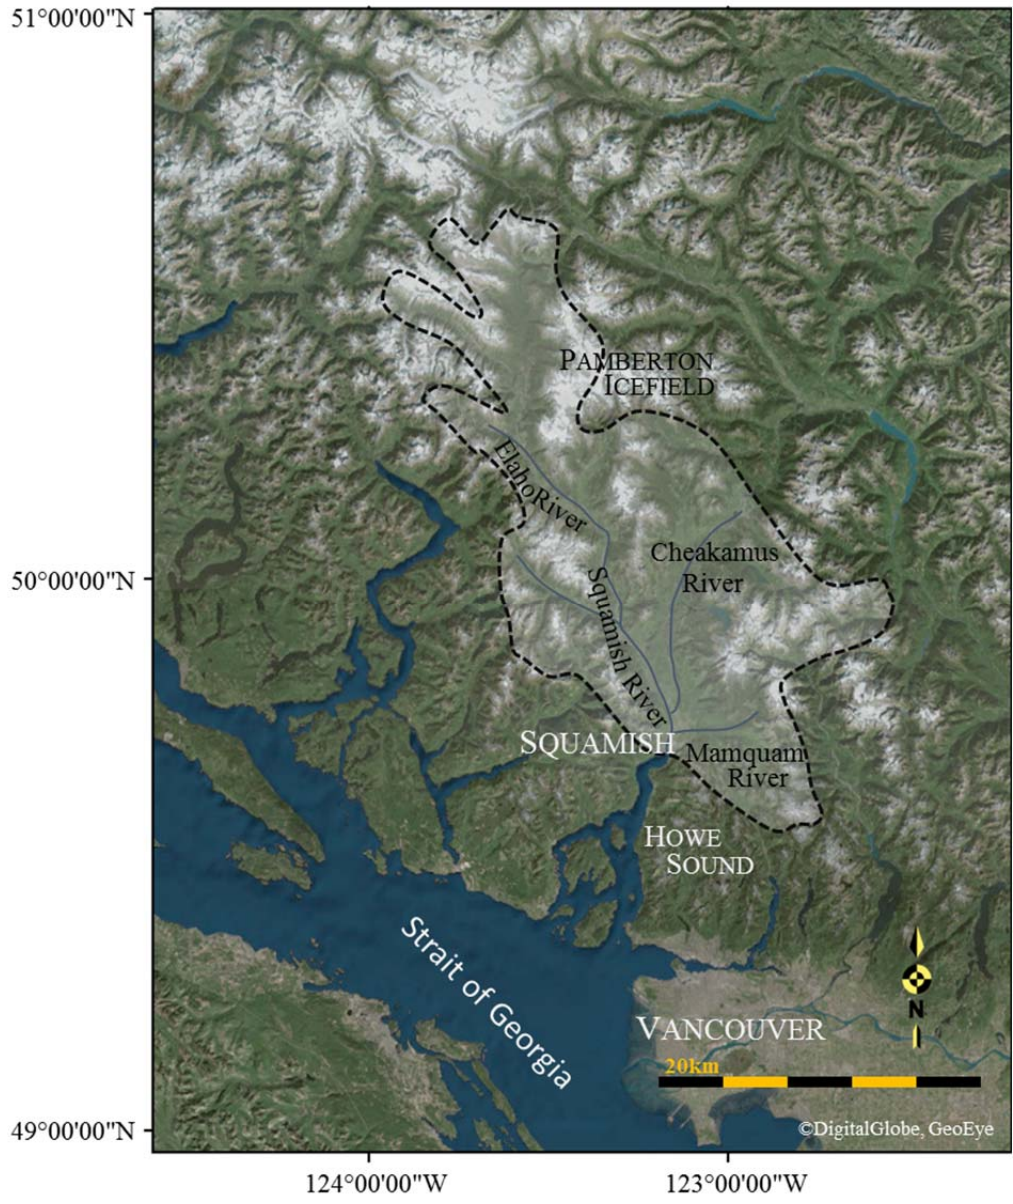 51°00'00"N
PAMBERTON
ICEFIELD
ElahoRiver
Cheakamus
River
50°00'00"N
Squamish River
SQUAMISH
Mamquam
River
HOWE
SOUND
Strait of Georgia
N
VANCOUVER
20km
49°00'00"N
©DigitalGlobe, GeoEye
124°00'00"W
123°00'00"W